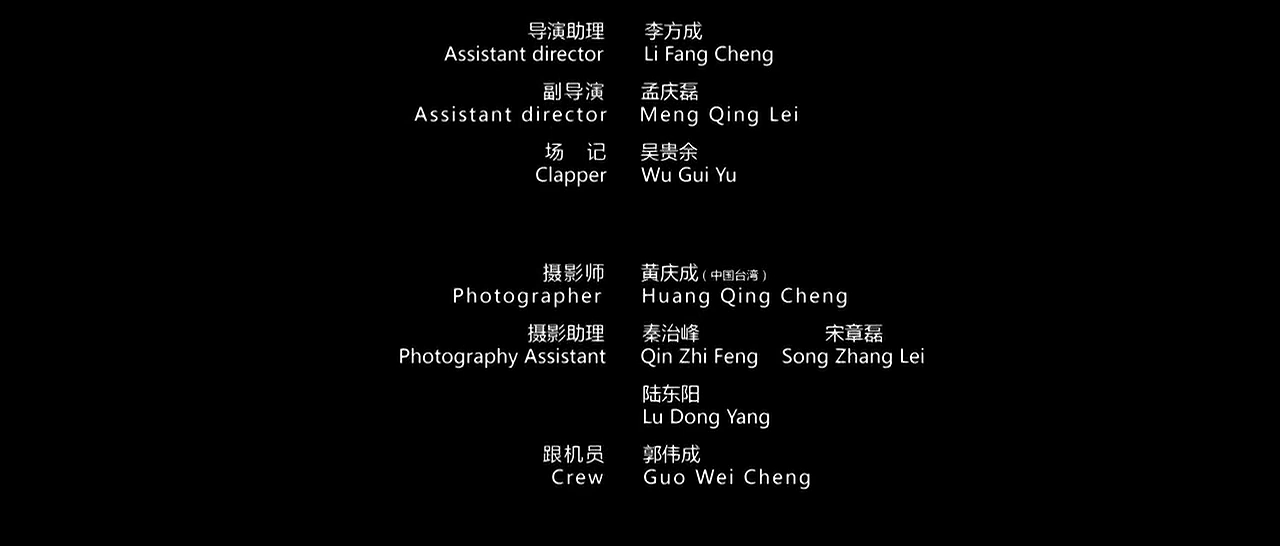 导演助理 李方成
Assistant director Li Fang Cheng
副导演 孟庆磊
Assistant director Meng Qing Lei
场 记 吴贵余
Clapper Wu Gui Yu
摄影师 黄庆成（中国台湾）
Photographer Huang Qing Cheng
摄影助理 秦治峰 宋章磊
Photography Assistant Qin Zhi Feng Song Zhang Lei
陆东阳
Lu Dong Yang
跟机员 郭伟成
Crew Guo Wei Cheng